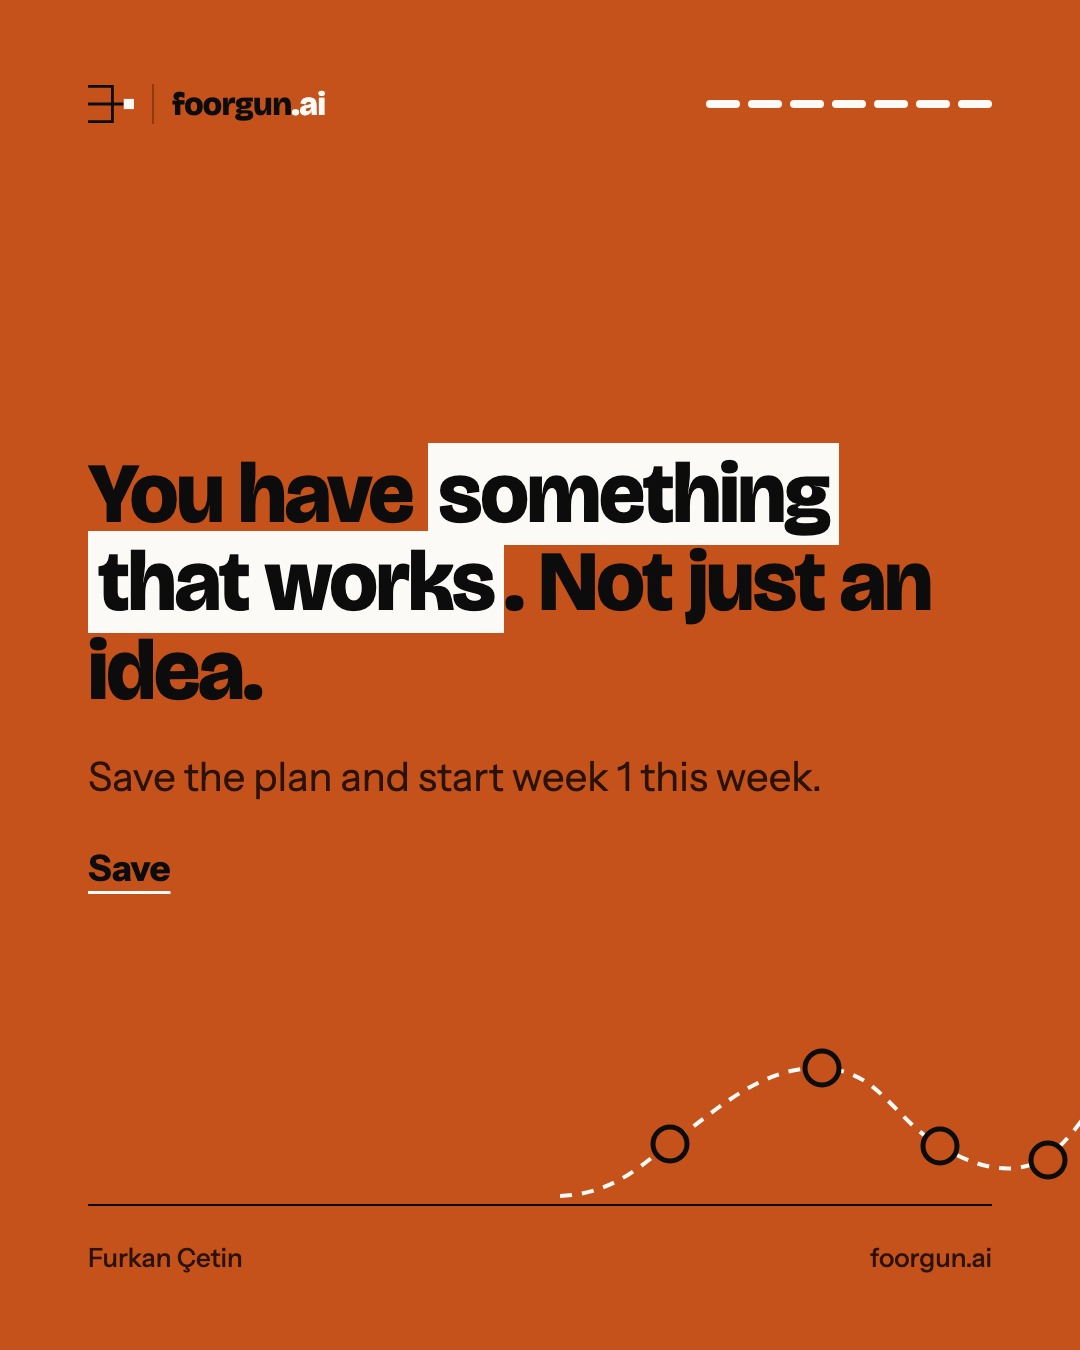 foorgun.ai
You have something
that works. Not just an
idea.
Save the plan and start week 1 this week.
Save
Furkan Çetin
foorgun.ai